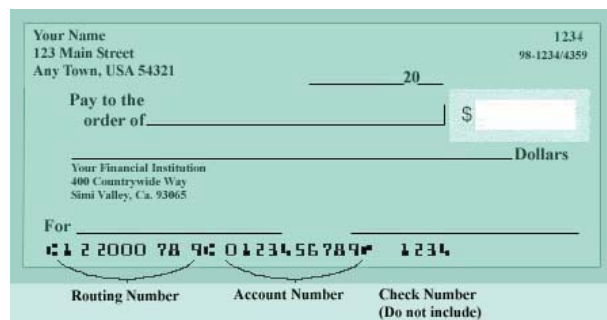 Your Name
1234
123 Main Street
98-1234/4359
Any Town, USA 54321
20
Pay to the
order of
$
Dollars
Your Financial Institution
400 Countrywide Way
Simi Valley, Ca. 93065
For
⑆122000789⑆ 0123456789⑈ 1234
Routing Number Account Number Check Number
(Do not include)